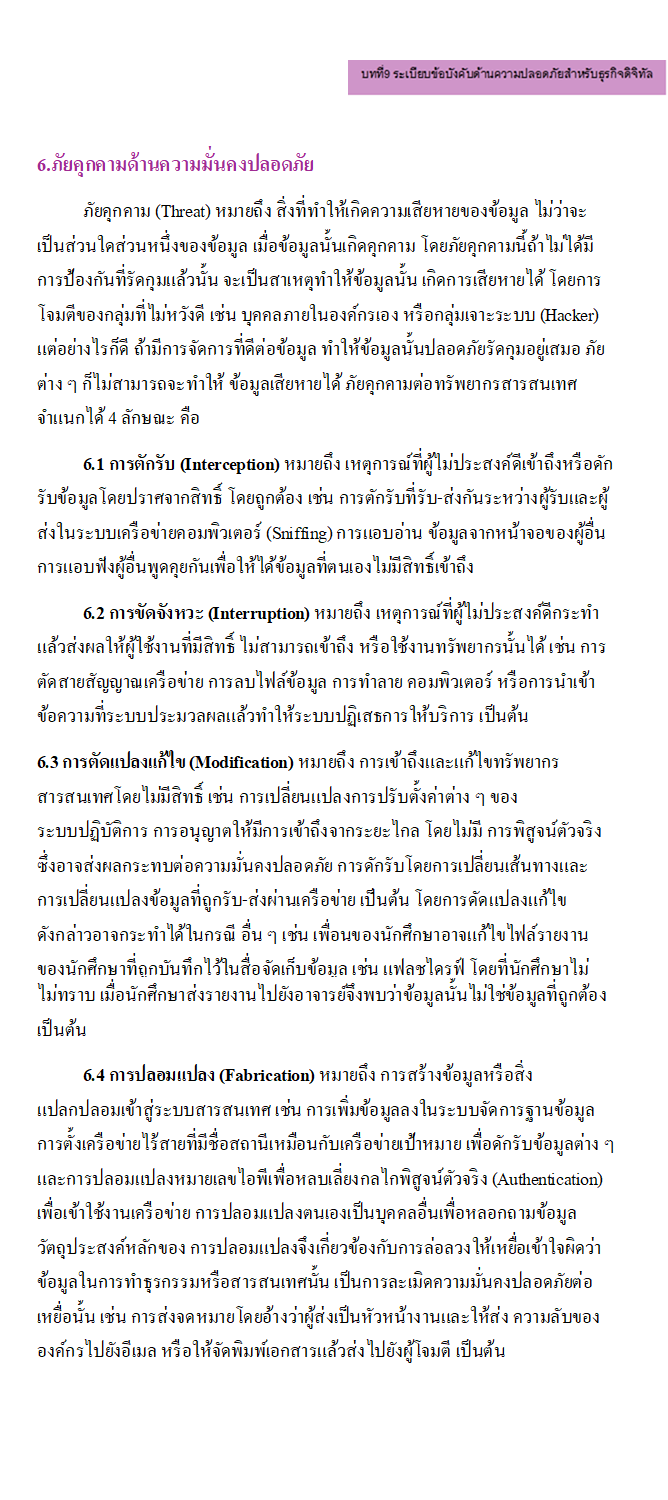 บทที่9 ระเบียบข้อบังคับด้านความปลอดภัยสำหรับธุรกิจดิจิทัล
6.ภัยคุกคามด้านความมั่นคงปลอดภัย
ภัยคุกคาม (Threat) หมายถึง สิ่งที่ทำให้เกิดความเสียหายของข้อมูล ไม่ว่าจะ
เป็นส่วนใดส่วนหนึ่งของข้อมูล เมื่อข้อมูลนั้นเกิดคุกคาม โดยภัยคุกคามนี้ถ้าไม่ได้มี
การป้องกันที่รัดกุมแล้วนั้น จะเป็นสาเหตุทำให้ข้อมูลนั้น เกิดการเสียหายได้ โดยการ
โจมตีของกลุ่มที่ไม่หวังดี เช่น บุคคลภายในองค์กรเอง หรือกลุ่มเจาะระบบ (Hacker)
แต่อย่างไรก็ดี ถ้ามีการจัดการที่ดีต่อข้อมูล ทำให้ข้อมูลนั้นปลอดภัยรัดกุมอยู่เสมอ ภัย
ต่าง ๆ ก็ไม่สามารถจะทำให้ ข้อมูลเสียหายได้ ภัยคุกคามต่อทรัพยากรสารสนเทศ
จำแนกได้ 4 ลักษณะ คือ
6.1 การดักรับ (Interception) หมายถึง เหตุการณ์ที่ผู้ไม่ประสงค์ดีเข้าถึงหรือดัก
รับข้อมูลโดยปราศจากสิทธิ์ โดยถูกต้อง เช่น การดักรับที่รับ-ส่งกันระหว่างผู้รับและผู้
ส่งในระบบเครือข่ายคอมพิวเตอร์ (Sniffing) การแอบอ่าน ข้อมูลจากหน้าจอของผู้อื่น
การแอบฟังผู้อื่นพูดคุยกันเพื่อให้ได้ข้อมูลที่ตนเองไม่มีสิทธิ์เข้าถึง
6.2 การขัดจังหวะ (Interruption) หมายถึง เหตุการณ์ที่ผู้ไม่ประสงค์ดีกระทำ
แล้วส่งผลให้ผู้ใช้งานที่มีสิทธิ์ ไม่สามารถเข้าถึง หรือใช้งานทรัพยากรนั้นได้ เช่น การ
ตัดสายสัญญาณเครือข่าย การลบไฟล์ข้อมูล การทำลาย คอมพิวเตอร์ หรือการนำเข้า
ข้อความที่ระบบประมวลผลแล้วทำให้ระบบปฏิเสธการให้บริการ เป็นต้น
6.3 การดัดแปลงแก้ไข (Modification) หมายถึง การเข้าถึงและแก้ไขทรัพยากร
สารสนเทศโดยไม่มีสิทธิ์ เช่น การเปลี่ยนแปลงการปรับตั้งค่าต่าง ๆ ของ
ระบบปฏิบัติการ การอนุญาตให้มีการเข้าถึงจากระยะไกล โดยไม่มี การพิสูจน์ตัวจริง
ซึ่งอาจส่งผลกระทบต่อความมั่นคงปลอดภัย การดักรับโดยการเปลี่ยนเส้นทางและ
การเปลี่ยนแปลงข้อมูลที่ถูกรับ-ส่งผ่านเครือข่าย เป็นต้น โดยการดัดแปลงแก้ไข
ดังกล่าวอาจกระทำได้ในกรณี อื่น ๆ เช่น เพื่อนของนักศึกษาอาจแก้ไขไฟล์รายงาน
ของนักศึกษาที่ถูกบันทึกไว้ในสื่อจัดเก็บข้อมูล เช่น แฟลชไดรฟ์ โดยที่นักศึกษาไม่
ไม่ทราบ เมื่อนักศึกษาส่งรายงานไปยังอาจารย์จึงพบว่าข้อมูลนั้นไม่ใช่ข้อมูลที่ถูกต้อง
เป็นต้น
6.4 การปลอมแปลง (Fabrication) หมายถึง การสร้างข้อมูลหรือสิ่ง
แปลกปลอมเข้าสู่ระบบสารสนเทศ เช่น การเพิ่มข้อมูลลงในระบบจัดการฐานข้อมูล
การตั้งเครือข่ายไร้สายที่มีชื่อสถานีเหมือนกับเครือข่ายเป้าหมาย เพื่อดักรับข้อมูลต่าง ๆ
และการปลอมแปลงหมายเลขไอพีเพื่อหลบเลี่ยงกลไกพิสูจน์ตัวจริง (Authentication)
เพื่อเข้าใช้งานเครือข่าย การปลอมแปลงตนเองเป็นบุคคลอื่นเพื่อหลอกถามข้อมูล
วัตถุประสงค์หลักของ การปลอมแปลงจึงเกี่ยวข้องกับการล่อลวงให้เหยื่อเข้าใจผิดว่า
ข้อมูลในการทำธุรกรรมหรือสารสนเทศนั้น เป็นการละเมิดความมั่นคงปลอดภัยต่อ
เหยื่อนั้น เช่น การส่งจดหมายโดยอ้างว่าผู้ส่งเป็นหัวหน้างานและให้ส่ง ความลับของ
องค์กรไปยังอีเมล หรือให้จัดพิมพ์เอกสารแล้วส่งไปยังผู้โจมตี เป็นต้น